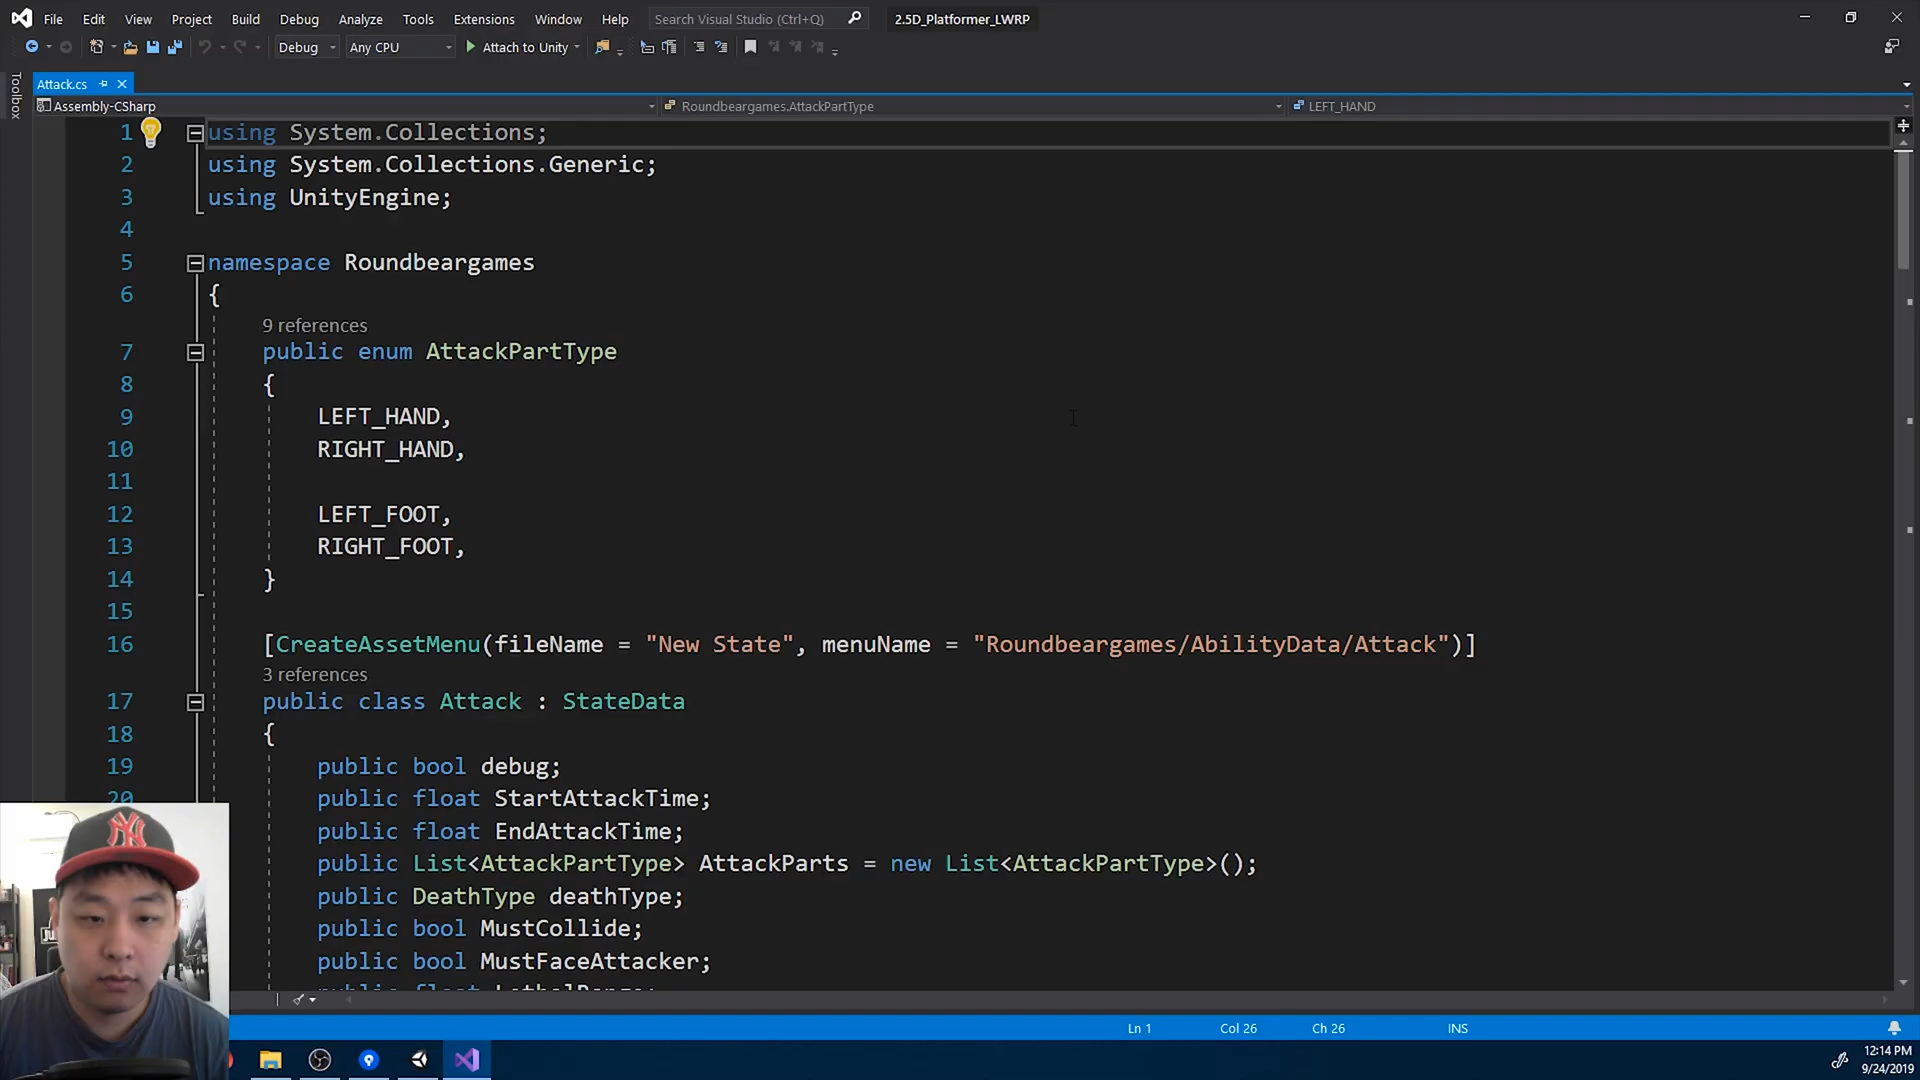 File Edit View Project Build Debug Analyze Tools Extensions Window Help Search Visual Studio (Ctrl+Q) 2.5D_Platformer_LWRP
Debug Any CPU Attach to Unity
Toolbox
Attack.cs
Assembly-CSharp Roundbeargames.AttackPartType LEFT_HAND
1 using System.Collections;
2 using System.Collections.Generic;
3 using UnityEngine;
4
5 namespace Roundbeargames
6 {
9 references
7 public enum AttackPartType
8 {
9 LEFT_HAND,
10 RIGHT_HAND,
11
12 LEFT_FOOT,
13 RIGHT_FOOT,
14 }
15
16 [CreateAssetMenu(fileName = "New State", menuName = "Roundbeargames/AbilityData/Attack")]
3 references
17 public class Attack : StateData
18 {
19 public bool debug;
20 public float StartAttackTime;
public float EndAttackTime;
public List<AttackPartType> AttackParts = new List<AttackPartType>();
public DeathType deathType;
public bool MustCollide;
public bool MustFaceAttacker;
public float LethalRange;
Ln 1 Col 26 Ch 26 INS
12:14 PM
9/24/2019